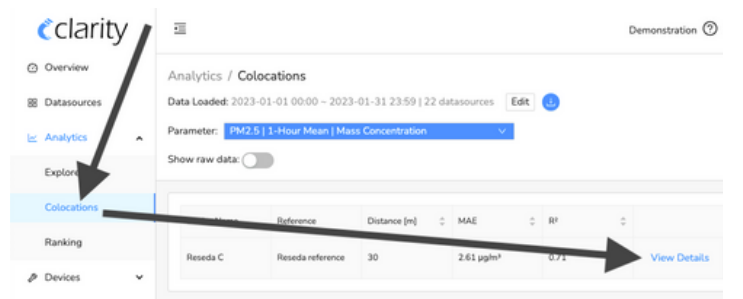 clarity
Demonstration
Overview
Datasources
Analytics
Explore
Colocations
Ranking
Devices
Analytics / Colocations
Data Loaded: 2023-01-01 00:00 ~ 2023-01-31 23:59 | 22 datasources Edit
Parameter: PM2.5 | 1-Hour Mean | Mass Concentration
Show raw data:
Name Reference Distance [m] MAE R²
Reseda C Reseda reference 30 2.61 µg/m³ 0.71 View Details